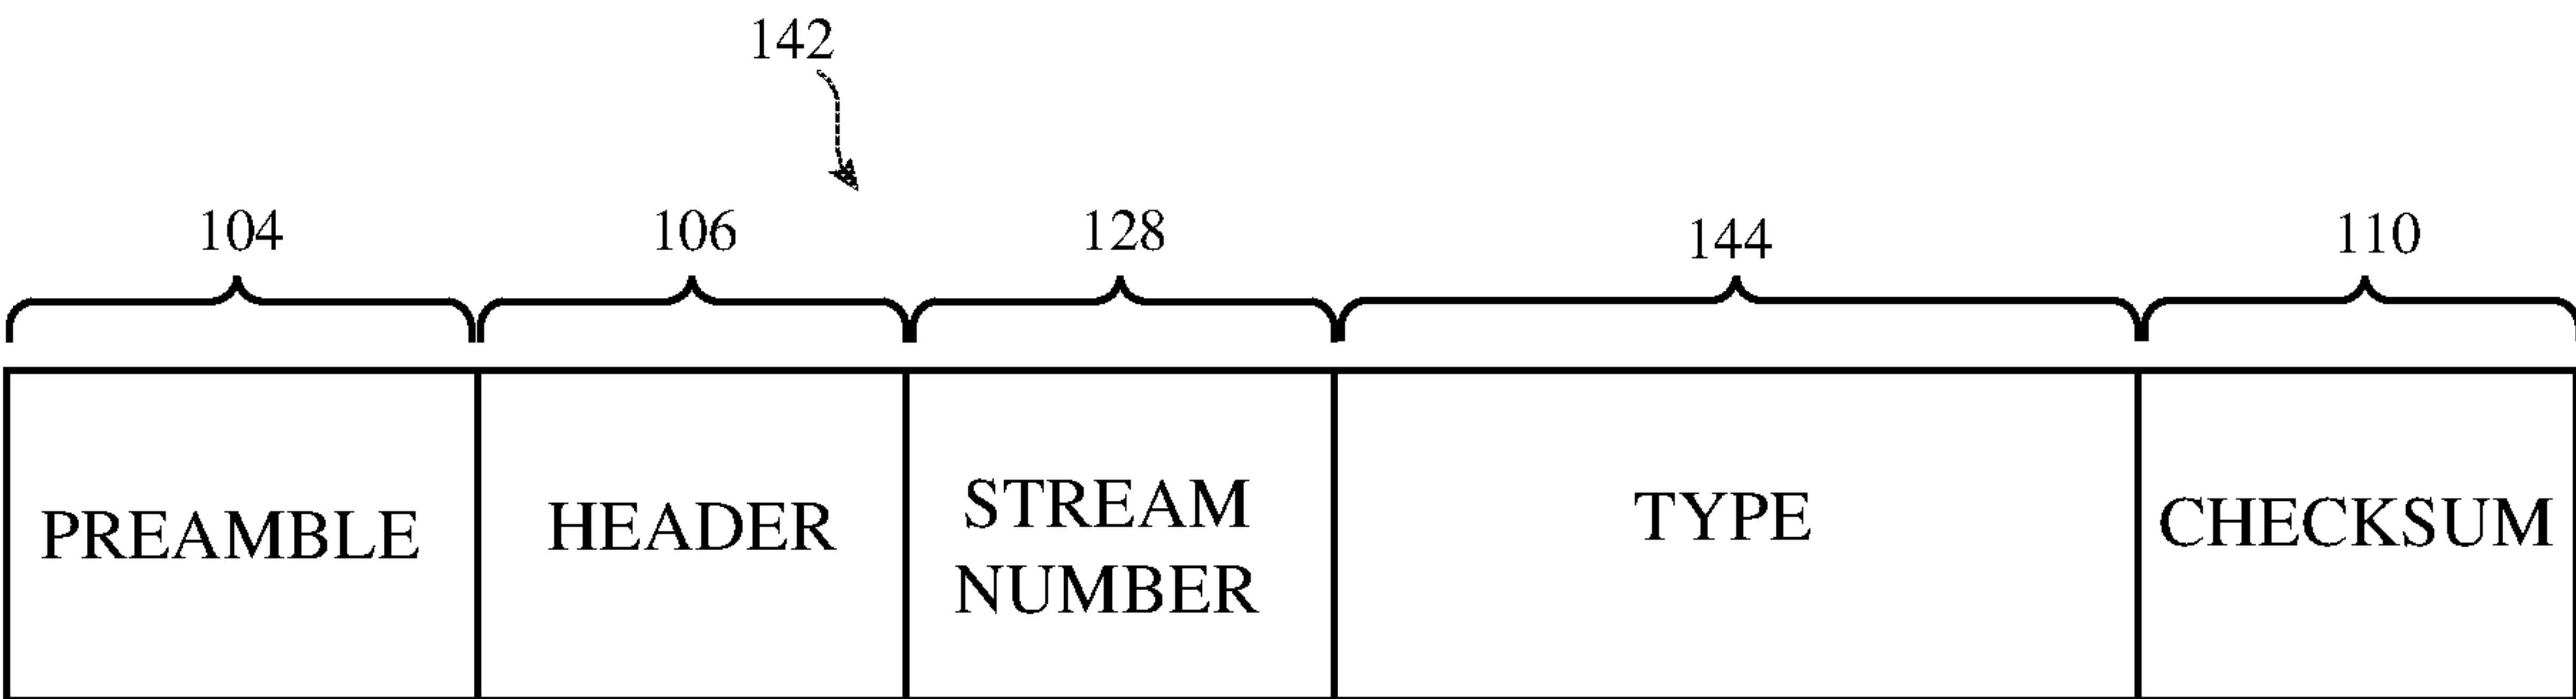 142
104
106
128
144
110
PREAMBLE
HEADER
STREAM
NUMBER
TYPE
CHECKSUM